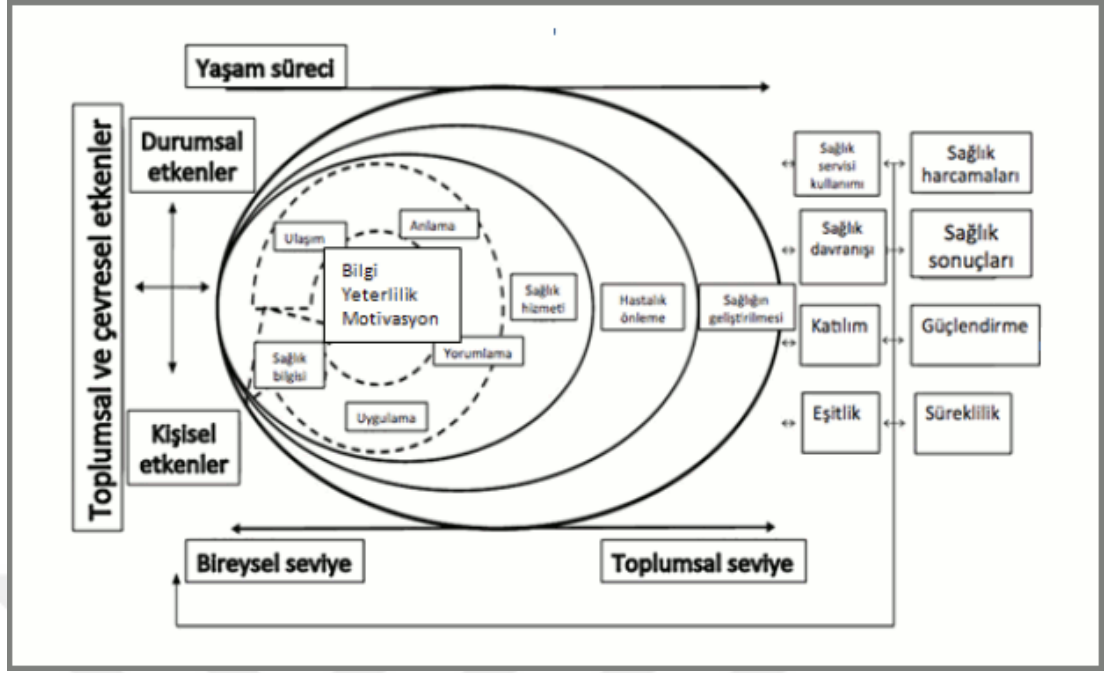 Yaşam süreci
Toplumsal ve çevresel etkenler
Durumsal
etkenler
Kişisel
etkenler
Ulaşım
Anlama
Bilgi
Yeterlilik
Motivasyon
Sağlık
bilgisi
Yorumlama
Uygulama
Sağlık
hizmeti
Hastalık
önleme
Sağlığın
geliştirilmesi
Sağlık
servisi
kullanımı
Sağlık
harcamaları
Sağlık
davranışı
Sağlık
sonuçları
Katılım
Güçlendirme
Eşitlik
Süreklilik
Bireysel seviye
Toplumsal seviye